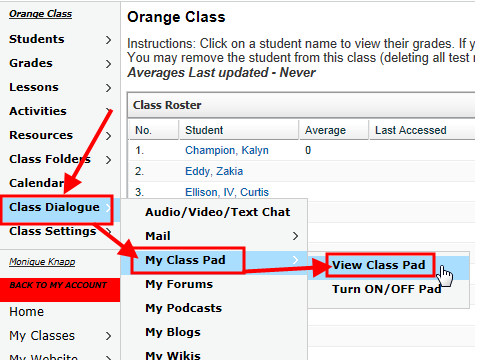 Orange Class
Students
Grades
Lessons
Activities
Resources
Class Folders
Calendar
Class Dialogue
Class Settings
Monique Knapp
BACK TO MY ACCOUNT
Home
My Classes
My Website
Orange Class
Instructions: Click on a student name to view their grades. If y
You may remove the student from this class (deleting all test r
Averages Last updated - Never
Class Roster
No. Student Average Last Accessed
1. Champion, Kalyn 0
2. Eddy, Zakia
3. Ellison, IV, Curtis
Audio/Video/Text Chat
Mail
My Class Pad
My Forums
My Podcasts
My Blogs
My Wikis
View Class Pad
Turn ON/OFF Pad